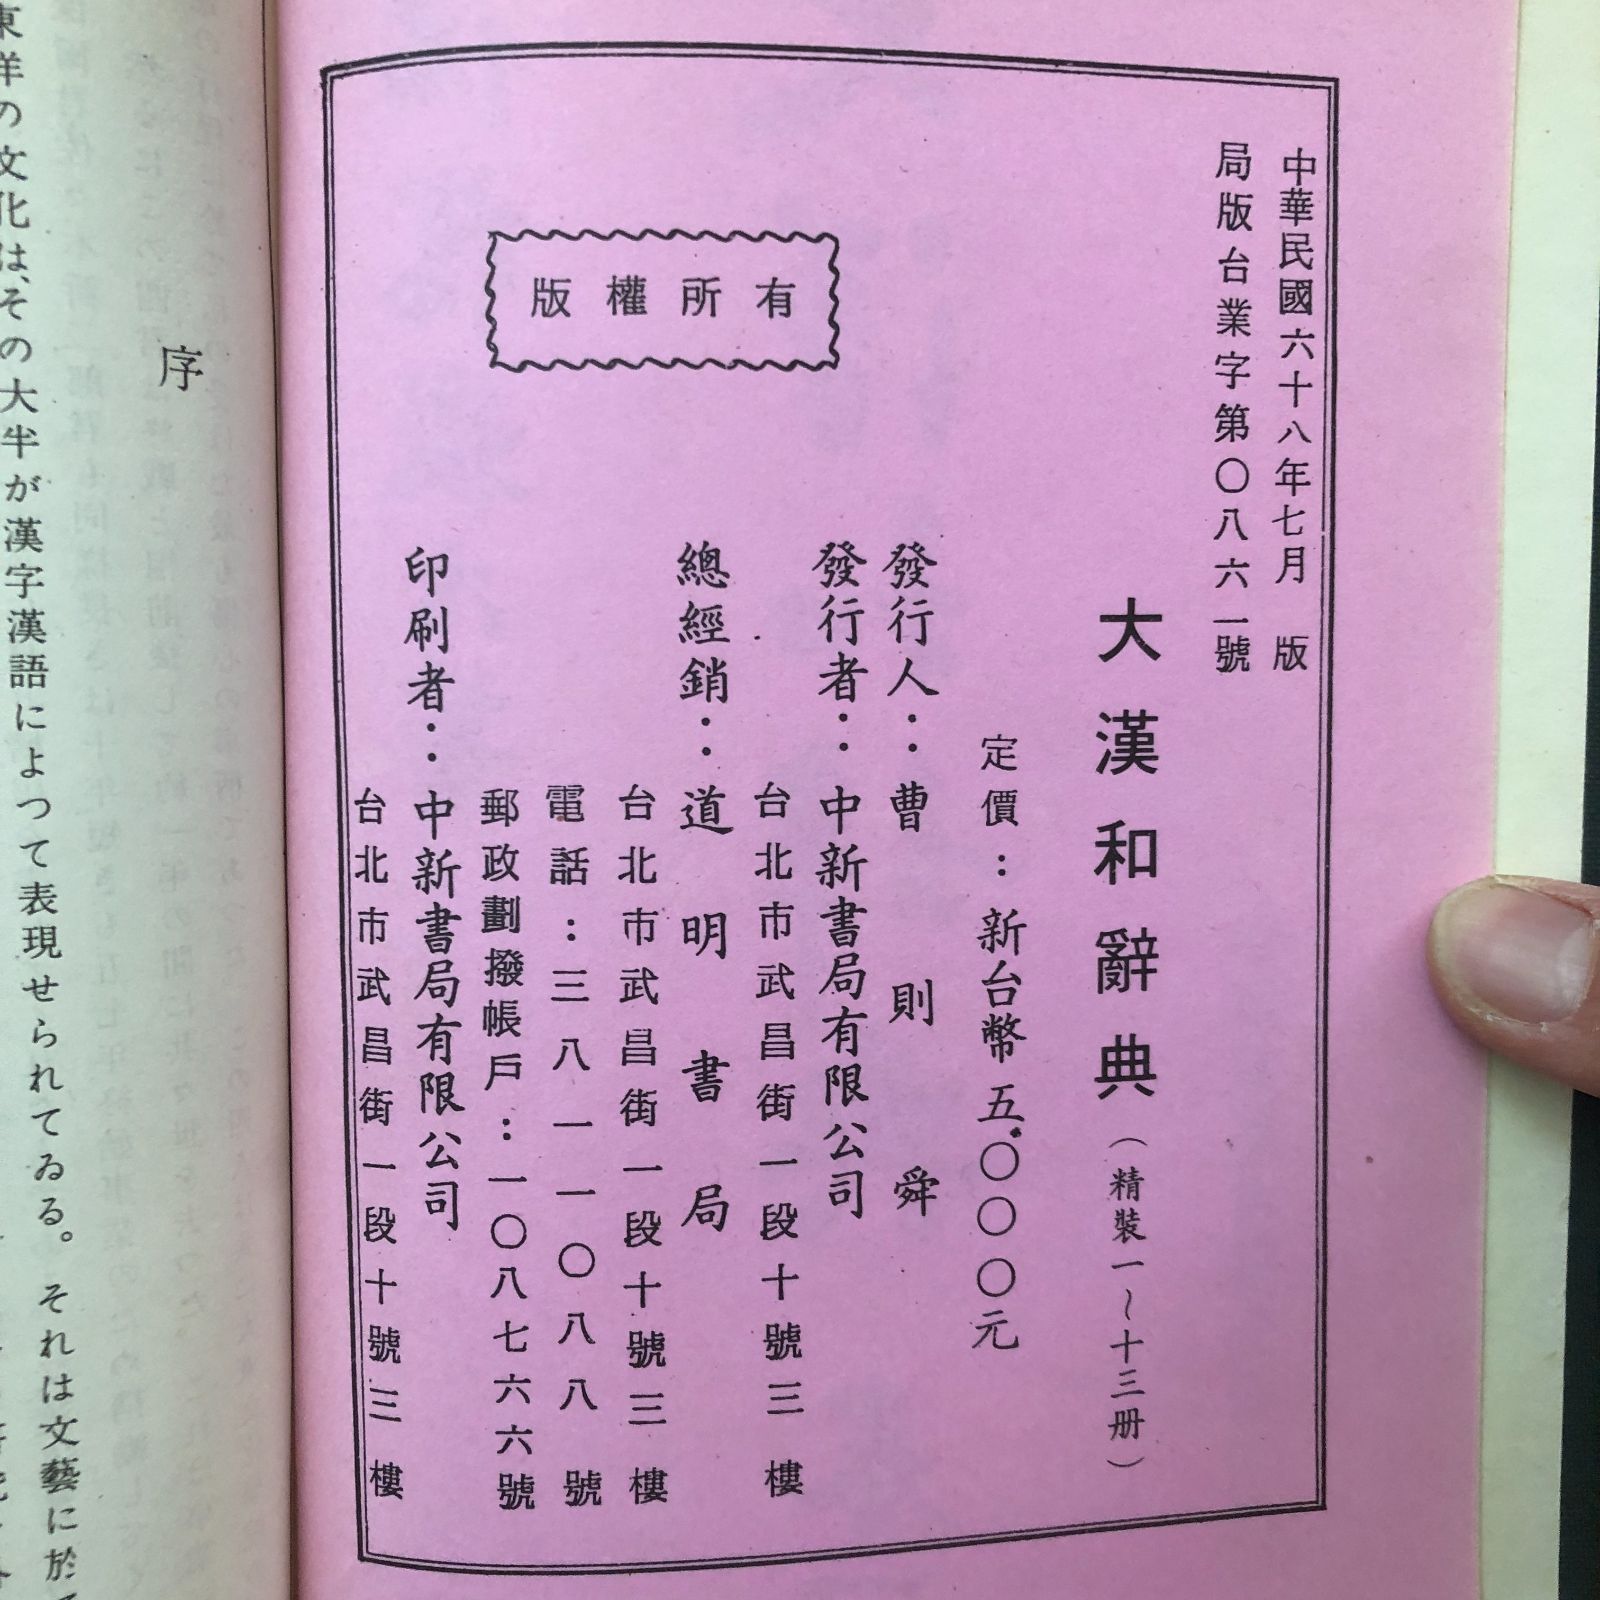 中華民國六十八年七月　版
局版台業字第〇八六一號
大漢和辭典（精裝一～十三册）
定價：新台幣五.〇〇〇元
發行人：曹則舜
發行者：中新書局有限公司
台北市武昌街一段十號三樓
總經銷：道明書局
台北市武昌街一段十號三樓
電話：三八一一〇八八號
郵政劃撥帳戶：一〇八七六六號
印刷者：中新書局有限公司
台北市武昌街一段十號三樓
版權所有
序
東洋の文化は、その大半が漢字漢語によつて表現せられてゐる。それは文藝に於